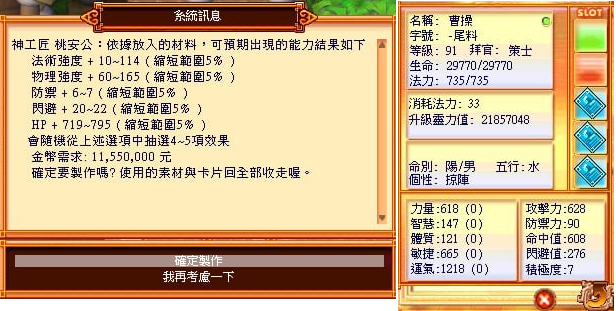 系統訊息
神工匠 桃安公：依據放入的材料，可預期出現的能力結果如下
法術強度 + 10~114 ( 縮短範圍5% )
物理強度 + 60~165 ( 縮短範圍5% )
防禦 + 6~7 ( 縮短範圍5% )
閃避 + 20~22 ( 縮短範圍5% )
HP + 719~795 ( 縮短範圍5% )
會隨機從上述選項中抽選4~5項效果
金幣需求: 11,550,000 元
確定要製作嗎? 使用的素材與卡片回全部收走喔。
確定製作
我再考慮一下
SLOT
名稱: 曹操
字號: -尾料
等級: 91 拜官: 策士
生命: 29770/29770
法力: 735/735
消耗法力: 33
升級靈力值: 21857048
命別: 陽/男 五行: 水
個性: 掠陣
力量:618 (0) 攻擊力:628
智慧:147 (0) 防禦力:90
體質:121 (0) 命中值:608
敏捷:665 (0) 閃避值:276
運氣:1218 (0) 積極度:7